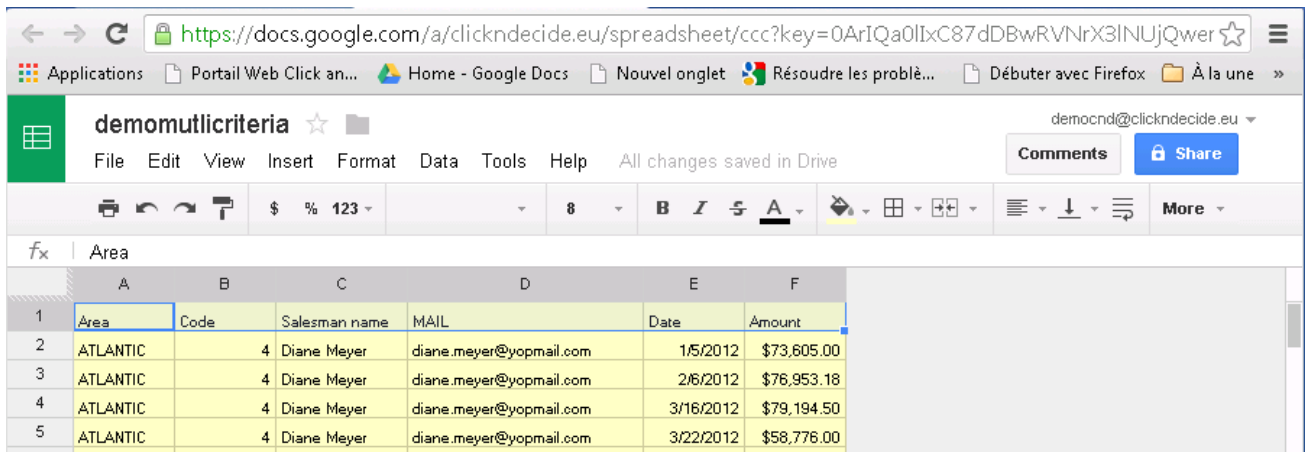 https://docs.google.com/a/clickndecide.eu/spreadsheet/ccc?key=0ArIQa0lIxC87dDBwRVNrX3lNUjQwer
Applications Portail Web Click an... Home - Google Docs Nouvel onglet Résoudre les problè... Débuter avec Firefox À la une »
demomutlicriteria democnd@clickndecide.eu
File Edit View Insert Format Data Tools Help All changes saved in Drive Comments Share
$ % 123 8 B I S A More
fx Area
A B C D E F
1 Area Code Salesman name MAIL Date Amount
2 ATLANTIC 4 Diane Meyer diane.meyer@yopmail.com 1/5/2012 $73,605.00
3 ATLANTIC 4 Diane Meyer diane.meyer@yopmail.com 2/6/2012 $76,953.18
4 ATLANTIC 4 Diane Meyer diane.meyer@yopmail.com 3/16/2012 $79,194.50
5 ATLANTIC 4 Diane Meyer diane.meyer@yopmail.com 3/22/2012 $58,776.00